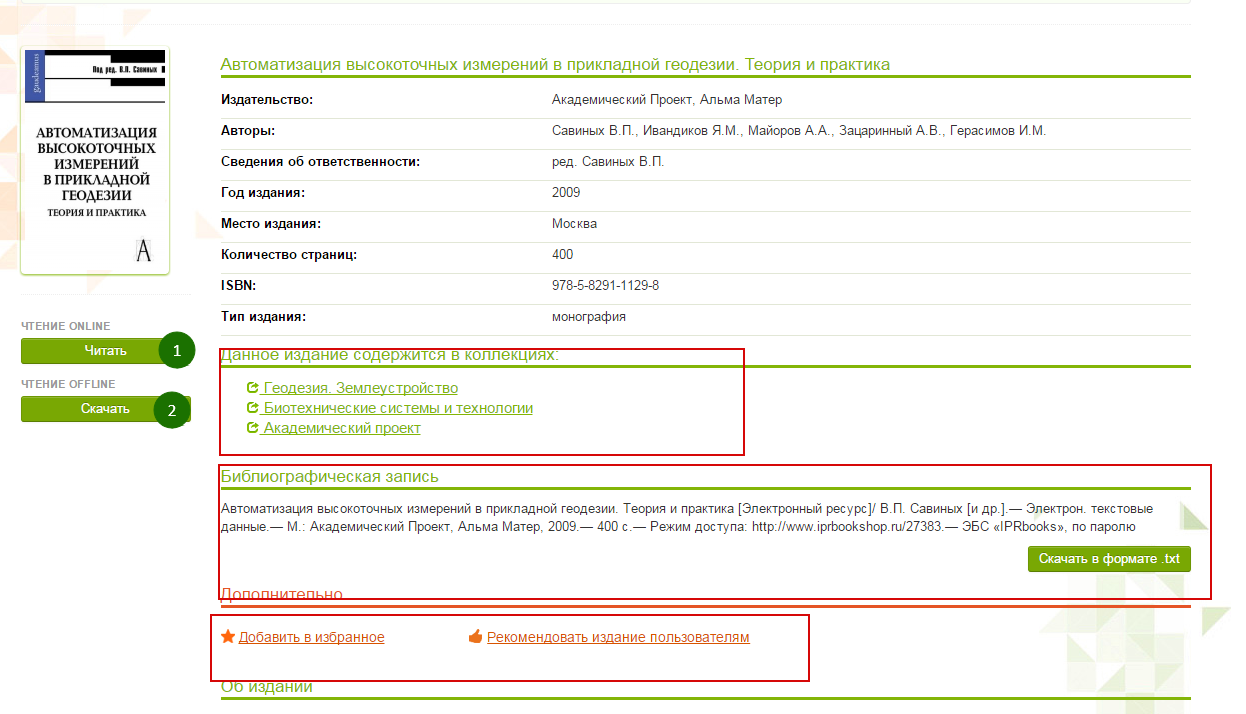 gaudeamus
Под ред. В.П. Савиных
АВТОМАТИЗАЦИЯ
ВЫСОКОТОЧНЫХ
ИЗМЕРЕНИЙ
В ПРИКЛАДНОЙ
ГЕОДЕЗИИ
ТЕОРИЯ И ПРАКТИКА
А
ЧТЕНИЕ ONLINE
Читать 1
ЧТЕНИЕ OFFLINE
Скачать 2
Автоматизация высокоточных измерений в прикладной геодезии. Теория и практика
Издательство: Академический Проект, Альма Матер
Авторы: Савиных В.П., Ивандиков Я.М., Майоров А.А., Зацаринный А.В., Герасимов И.М.
Сведения об ответственности: ред. Савиных В.П.
Год издания: 2009
Место издания: Москва
Количество страниц: 400
ISBN: 978-5-8291-1129-8
Тип издания: монография
Данное издание содержится в коллекциях:
Геодезия. Землеустройство
Биотехнические системы и технологии
Академический проект
Библиографическая запись
Автоматизация высокоточных измерений в прикладной геодезии. Теория и практика [Электронный ресурс]/ В.П. Савиных [и др.].— Электрон. текстовые
данные.— М.: Академический Проект, Альма Матер, 2009.— 400 c.— Режим доступа: http://www.iprbookshop.ru/27383.— ЭБС «IPRbooks», по паролю
Скачать в формате .txt
Дополнительно
Добавить в избранное Рекомендовать издание пользователям
Об издании